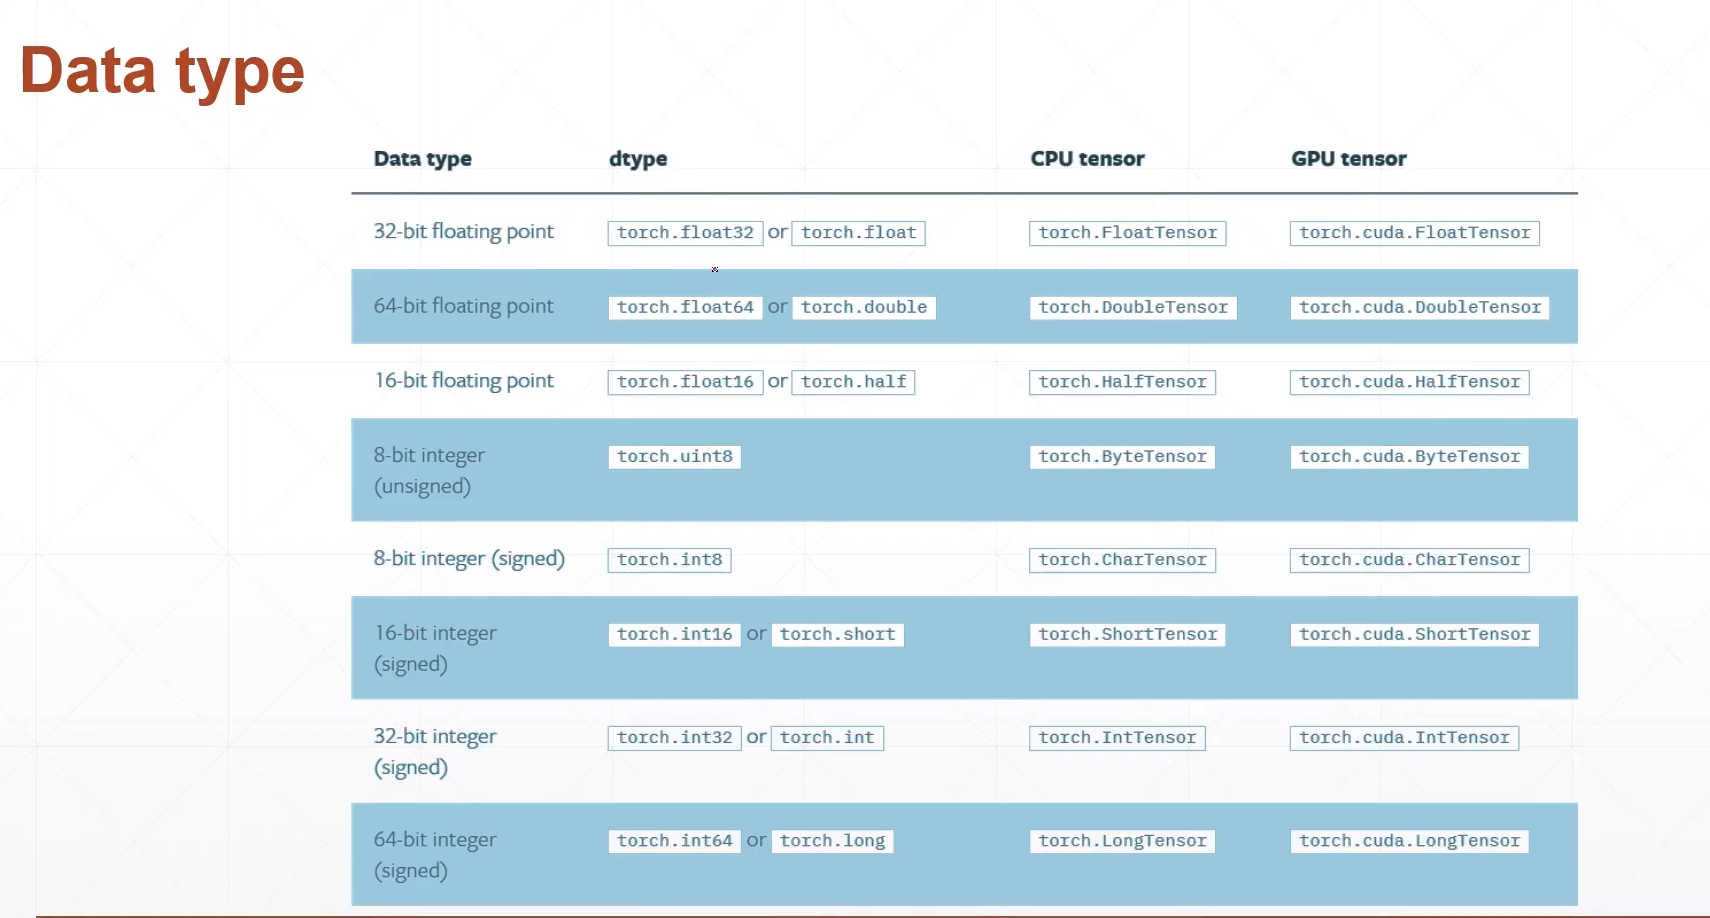 Data type
Data type dtype CPU tensor GPU tensor
32-bit floating point torch.float32 or torch.float torch.FloatTensor torch.cuda.FloatTensor
64-bit floating point torch.float64 or torch.double torch.DoubleTensor torch.cuda.DoubleTensor
16-bit floating point torch.float16 or torch.half torch.HalfTensor torch.cuda.HalfTensor
8-bit integer torch.uint8 torch.ByteTensor torch.cuda.ByteTensor
(unsigned)
8-bit integer (signed) torch.int8 torch.CharTensor torch.cuda.CharTensor
16-bit integer torch.int16 or torch.short torch.ShortTensor torch.cuda.ShortTensor
(signed)
32-bit integer torch.int32 or torch.int torch.IntTensor torch.cuda.IntTensor
(signed)
64-bit integer torch.int64 or torch.long torch.LongTensor torch.cuda.LongTensor
(signed)